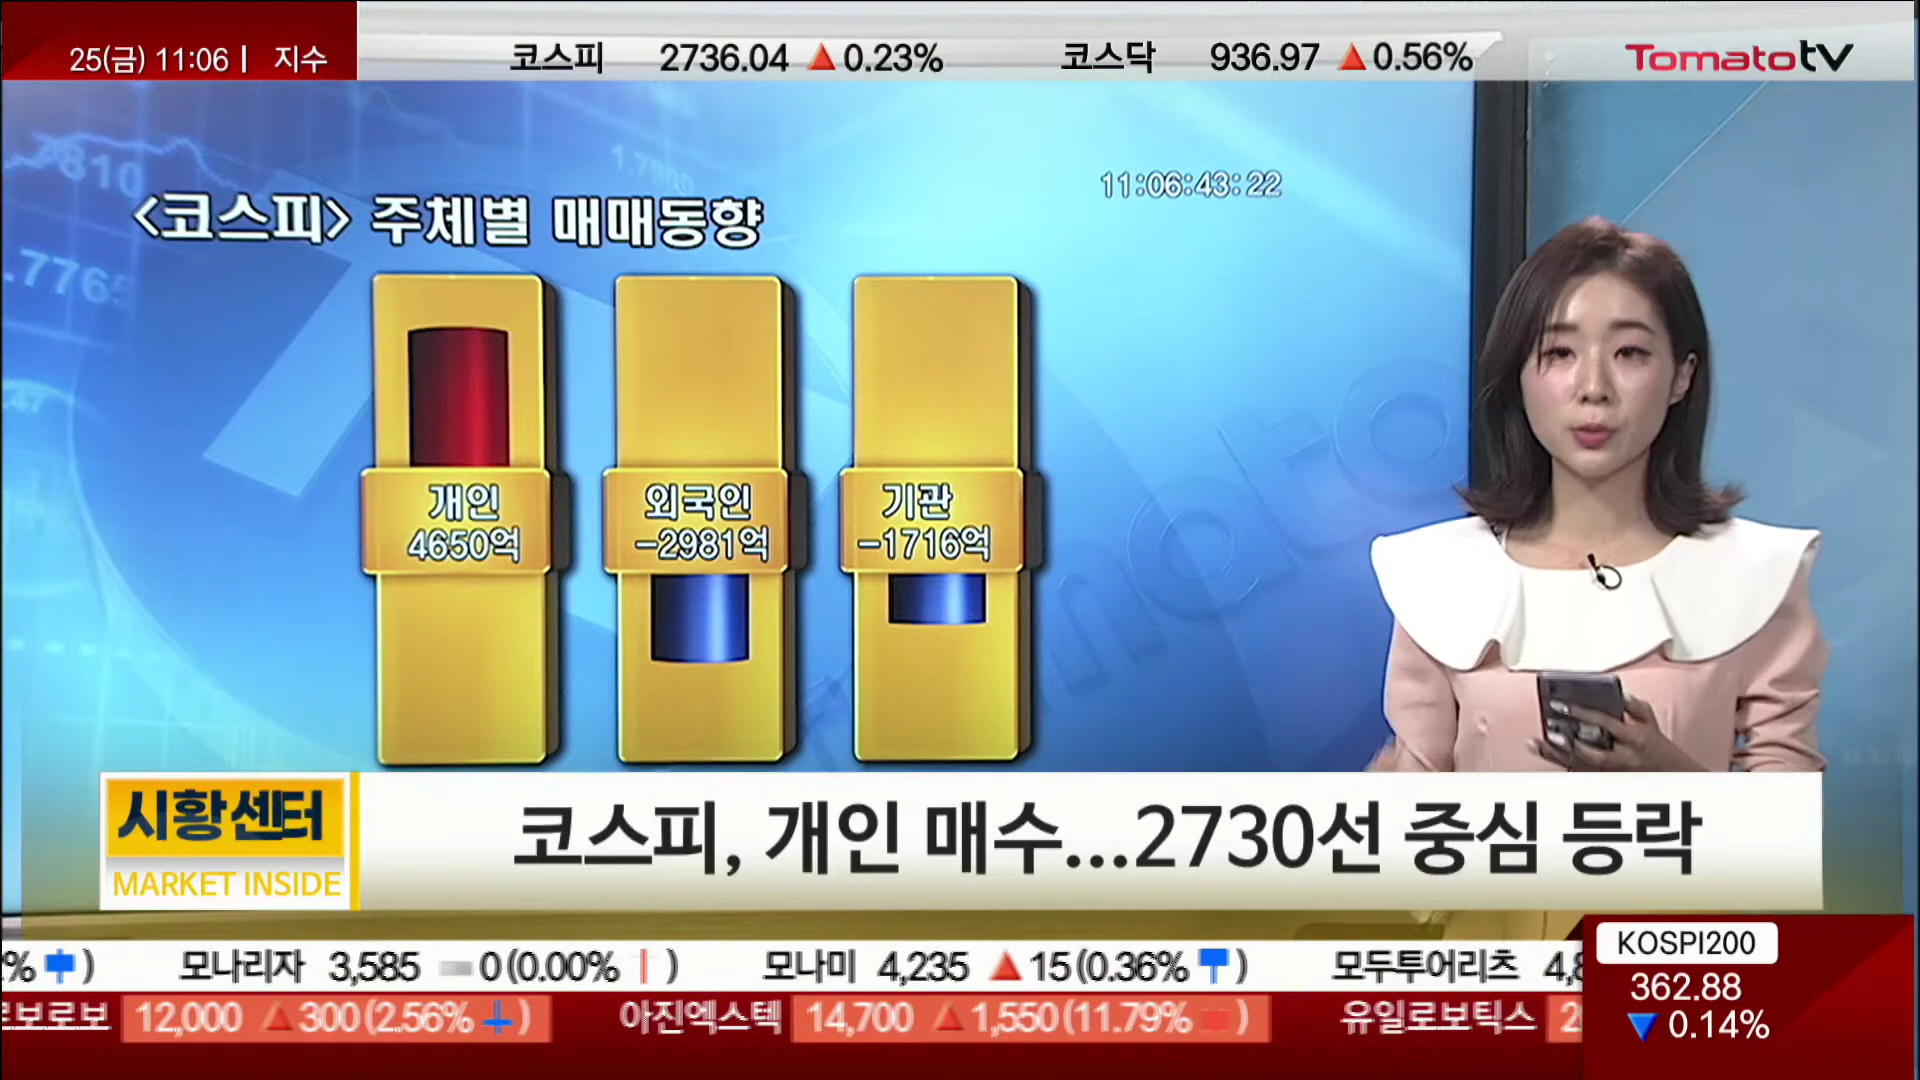 25(금) 11:06 | 지수
코스피 2736.04 ▲0.23% 코스닥 936.97 ▲0.56%
Tomatotv
11:06:43:22
<코스피> 주체별 매매동향
개인 4650억
외국인 -2981억
기관 -1716억
시황센터
MARKET INSIDE
코스피, 개인 매수...2730선 중심 등락
모나리자 3,585 0(0.00% ) 모나미 4,235 ▲15(0.36% ) 모두투어리츠
로보로보 12,000 ▲300(2.56% ) 아진엑스텍 14,700 ▲1,550(11.79% ) 유일로보틱스
KOSPI200
362.88
▼0.14%